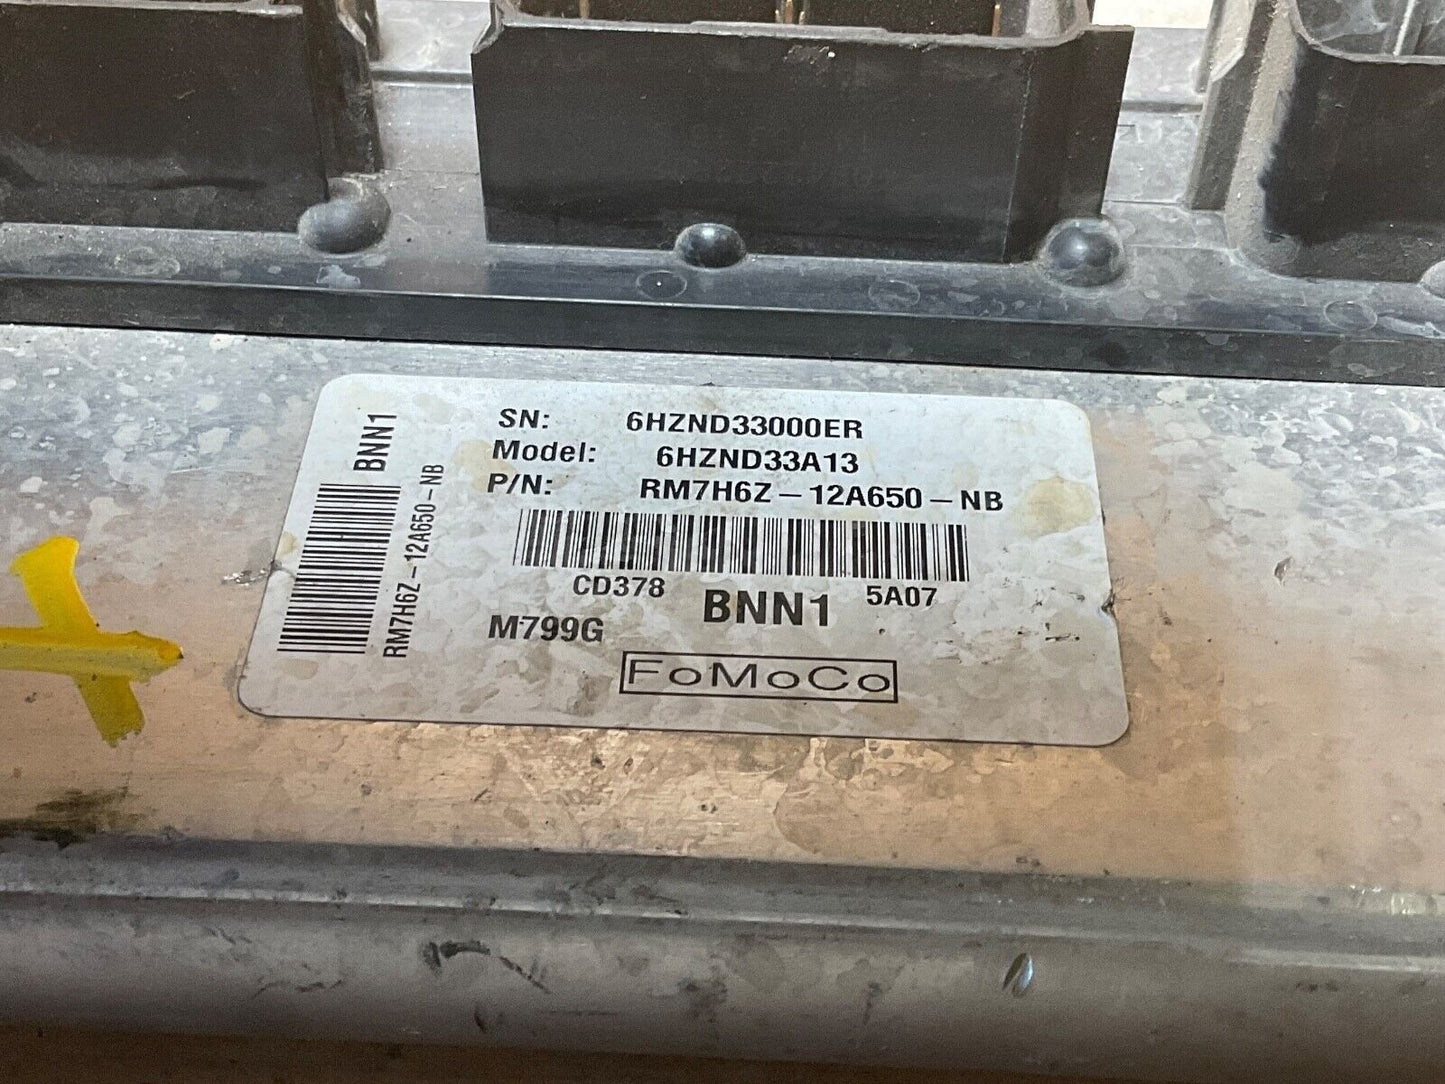 SN: 6HZND33000ER
Model: 6HZND33A13
P/N: RM7H6Z-12A650-NB
CD378 BNN1 5A07
M799G
FoMoCo
BNN1
RM7H6Z-12A650-NB